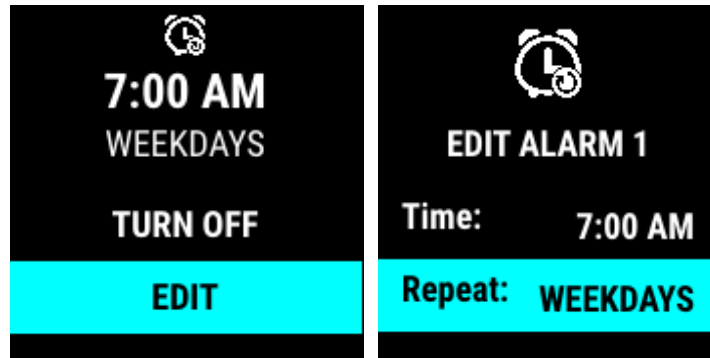 7:00 AM
WEEKDAYS
TURN OFF
EDIT
EDIT ALARM 1
Time: 7:00 AM
Repeat: WEEKDAYS